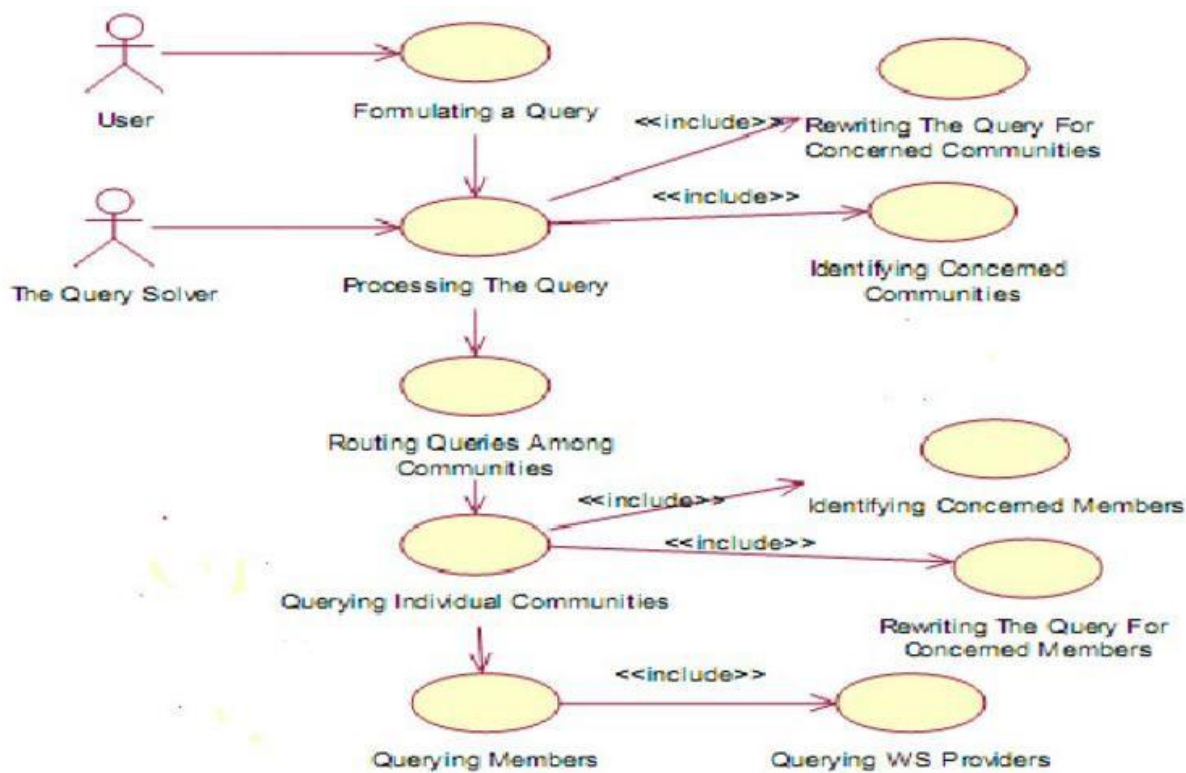 User
Formulating a Query
<<include>>
Rewriting The Query For
Concerned Communities
<<include>>
The Query Solver
Processing The Query
Identifying Concerned
Communities
Routing Queries Among
Communities
<<include>>
Identifying Concerned Members
<<include>>
Querying Individual Communities
Rewriting The Query For
Concerned Members
<<include>>
Querying Members
Querying WS Providers